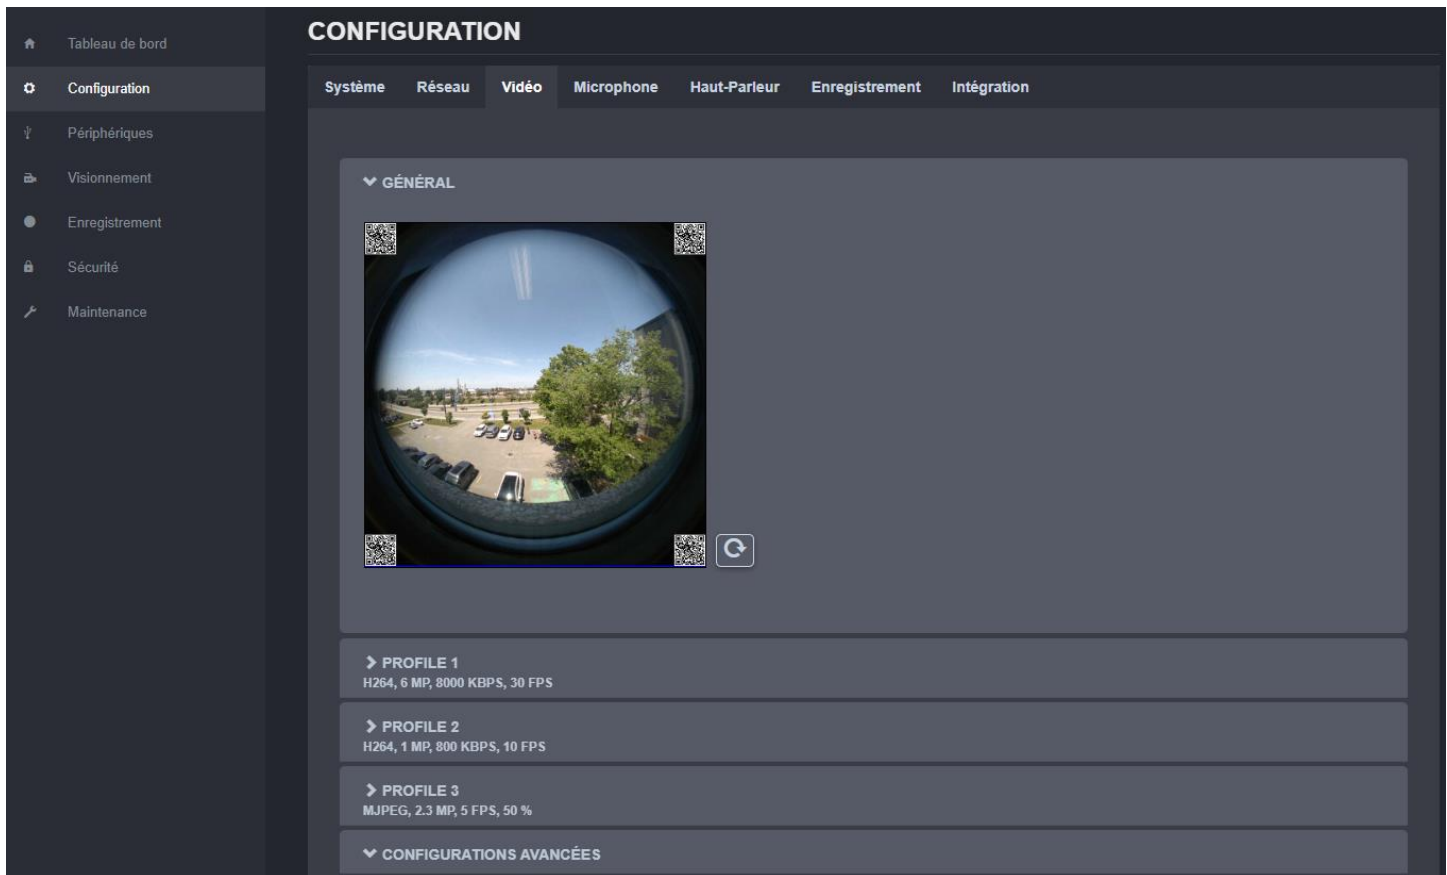 CONFIGURATION
Tableau de bord
Configuration
Périphériques
Visionnement
Enregistrement
Sécurité
Maintenance
Système Réseau Vidéo Microphone Haut-Parleur Enregistrement Intégration
GÉNÉRAL
PROFILE 1
H264, 6 MP, 8000 KBPS, 30 FPS
PROFILE 2
H264, 1 MP, 800 KBPS, 10 FPS
PROFILE 3
MJPEG, 2.3 MP, 5 FPS, 50 %
CONFIGURATIONS AVANCÉES